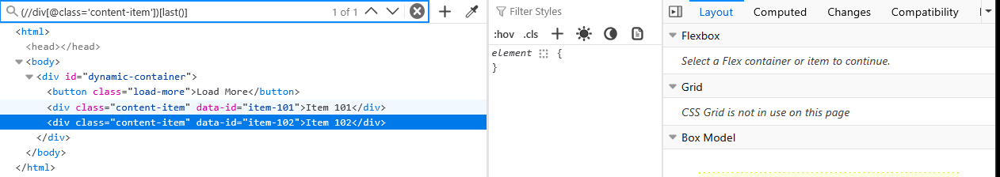 (//div[@class='content-item'])[last()] 1 of 1
<html>
<head></head>
<body>
<div id="dynamic-container">
<button class="load-more">Load More</button>
<div class="content-item" data-id="item-101">Item 101</div>
<div class="content-item" data-id="item-102">Item 102</div>
</div>
</body>
</html>
Filter Styles
:hov .cls
element {
}
Layout Computed Changes Compatibility
Flexbox
Select a Flex container or item to continue.
Grid
CSS Grid is not in use on this page
Box Model